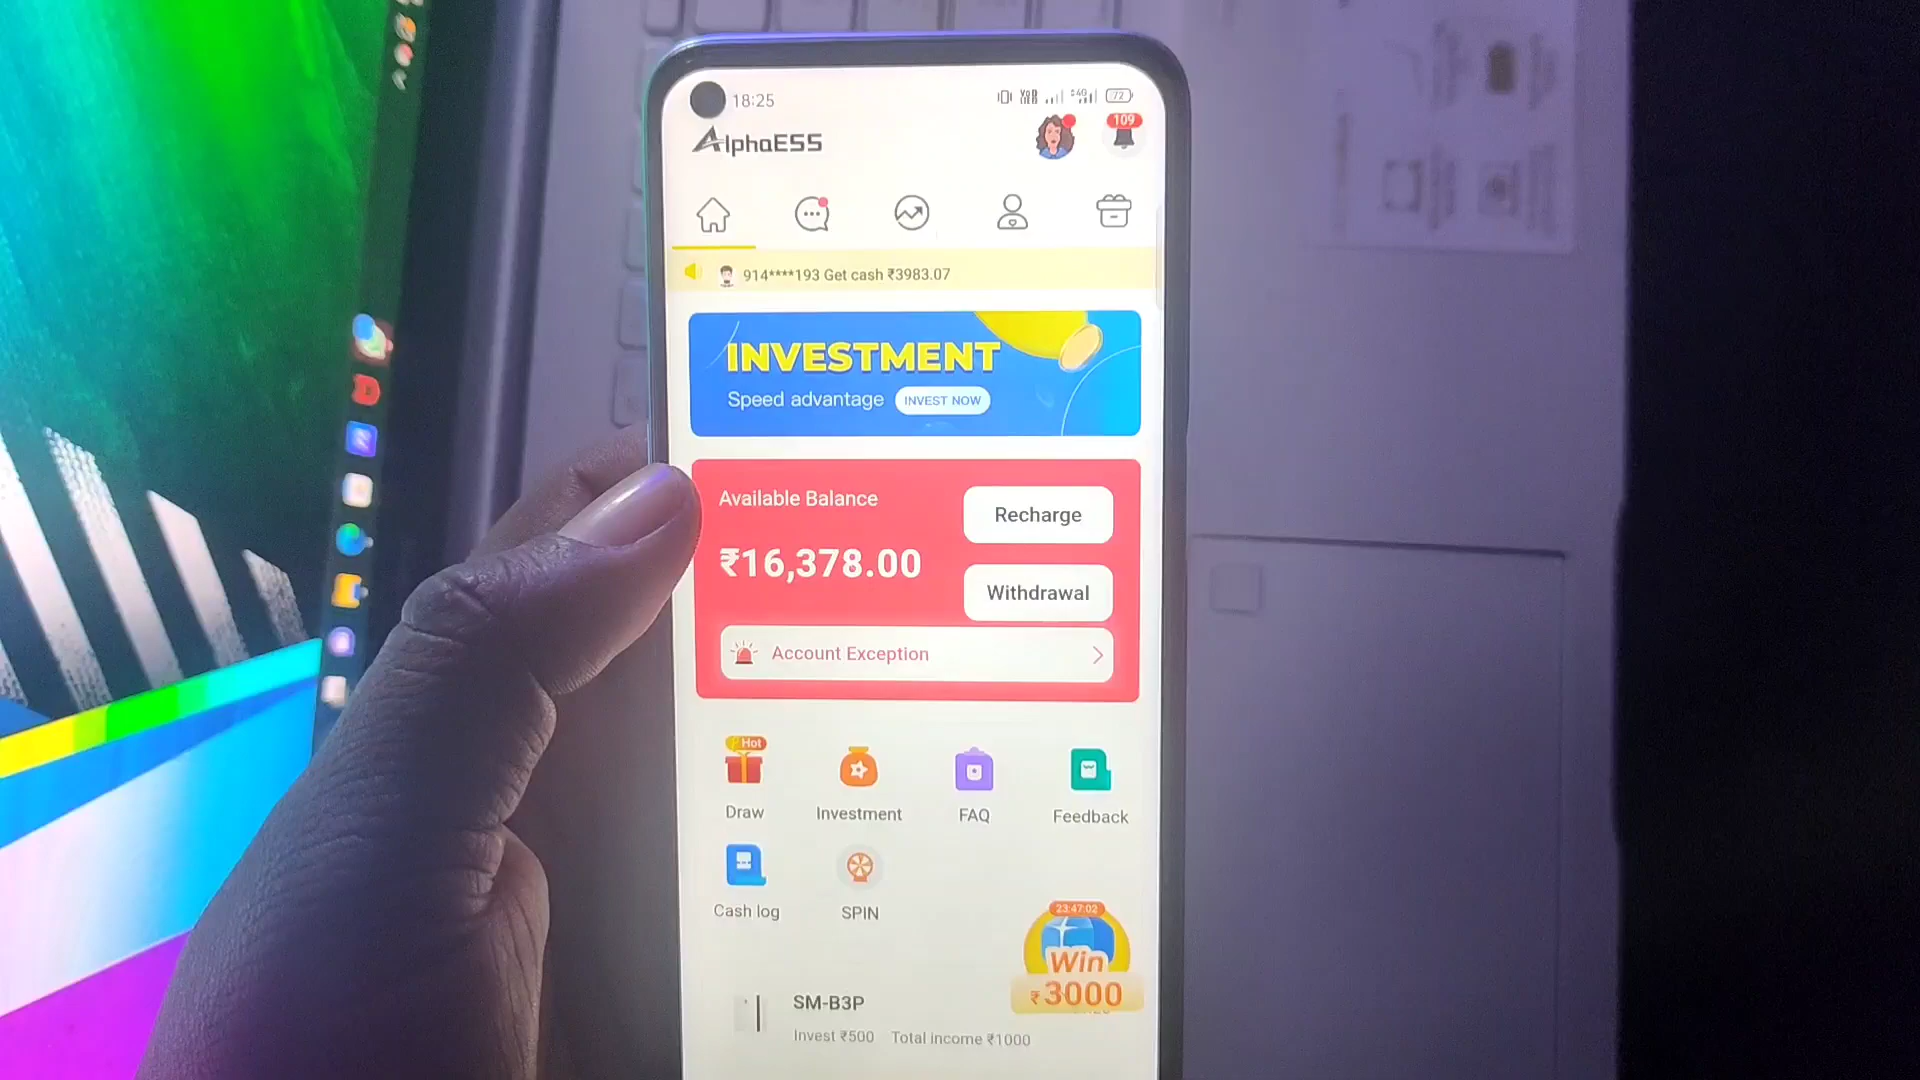 18:25
72
AlphaESS
109
914****193 Get cash ₹3983.07
INVESTMENT
Speed advantage INVEST NOW
Available Balance
Recharge
₹16,378.00
Withdrawal
Account Exception
Hot
Draw
Investment
FAQ
Feedback
Cash log
SPIN
23:47:02
Win
₹3000
SM-B3P
Invest ₹500 Total income ₹1000